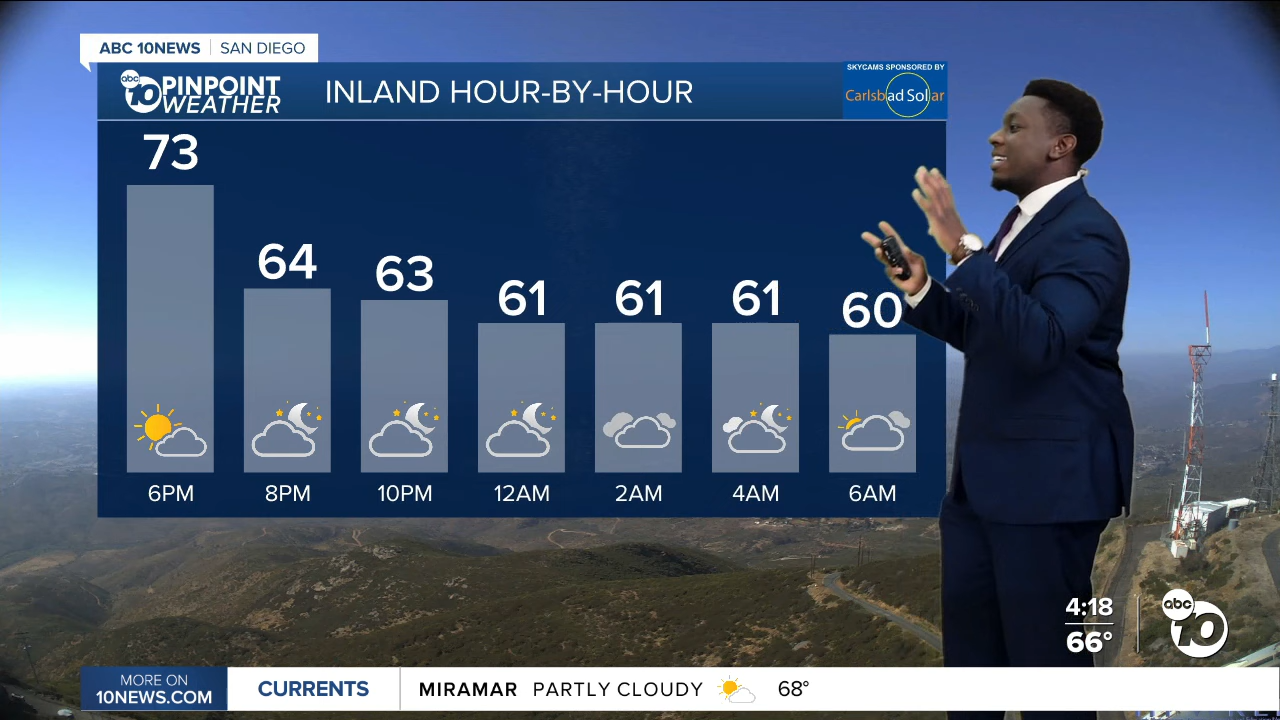 ABC 10NEWS | SAN DIEGO
abc 10 PINPOINT WEATHER
INLAND HOUR-BY-HOUR
SKYCAMS SPONSORED BY
Carlsbad Solar
73
64
63
61
61
61
60
6PM
8PM
10PM
12AM
2AM
4AM
6AM
4:18
66°
abc 10
MORE ON
10NEWS.COM
CURRENTS
MIRAMAR PARTLY CLOUDY 68°